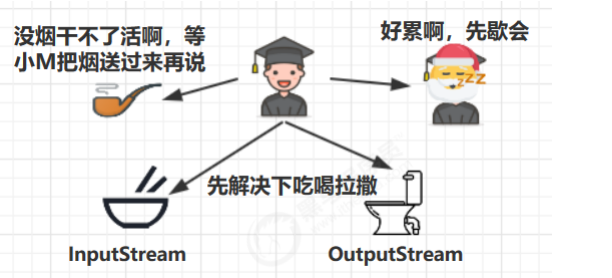 没烟干不了活啊，等
小M把烟送过来再说
好累啊，先歇会
zzz
先解决下吃喝拉撒
InputStream
OutputStream